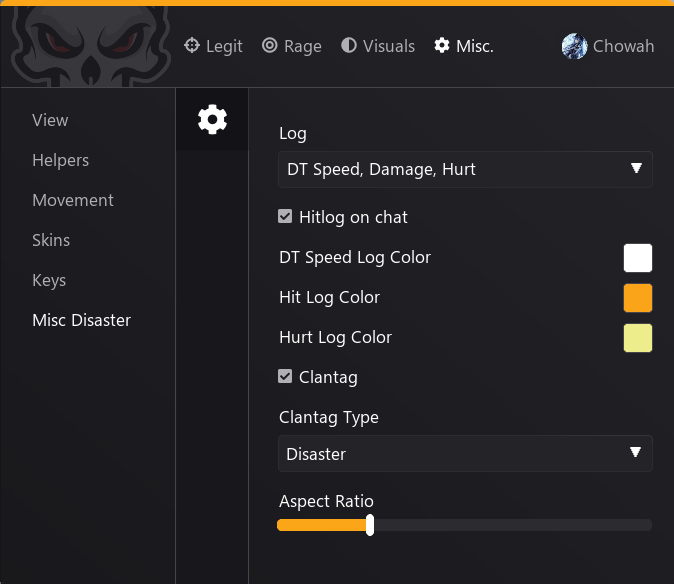 Legit Rage Visuals Misc. Chowah
View
Helpers
Movement
Skins
Keys
Misc Disaster
Log
DT Speed, Damage, Hurt
Hitlog on chat
DT Speed Log Color
Hit Log Color
Hurt Log Color
Clantag
Clantag Type
Disaster
Aspect Ratio